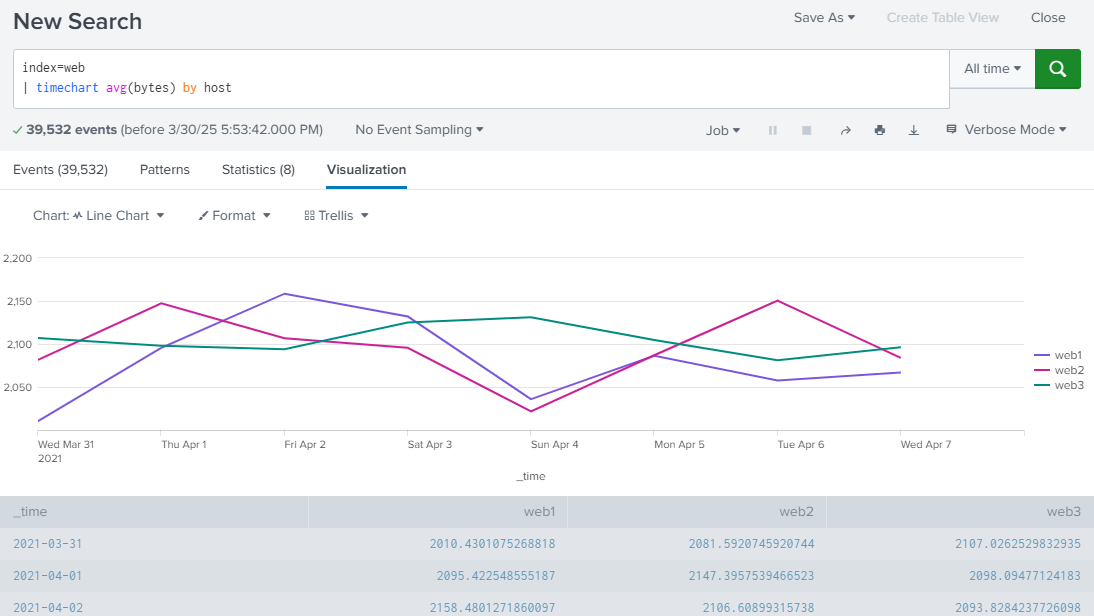 New Search
Save As Create Table View Close
index=web
| timechart avg(bytes) by host
All time
39,532 events (before 3/30/25 5:53:42.000 PM) No Event Sampling
Job Verbose Mode
Events (39,532) Patterns Statistics (8) Visualization
Chart: Line Chart Format Trellis
2,200
2,150
2,100
2,050
web1
web2
web3
Wed Mar 31 Thu Apr 1 Fri Apr 2 Sat Apr 3 Sun Apr 4 Mon Apr 5 Tue Apr 6 Wed Apr 7
2021
_time
_time web1 web2 web3
2021-03-31 2010.4301075268818 2081.5920745920744 2107.0262529832935
2021-04-01 2095.422548555187 2147.3957539466523 2098.09477124183
2021-04-02 2158.4801271860097 2106.60899315738 2093.8284237726098